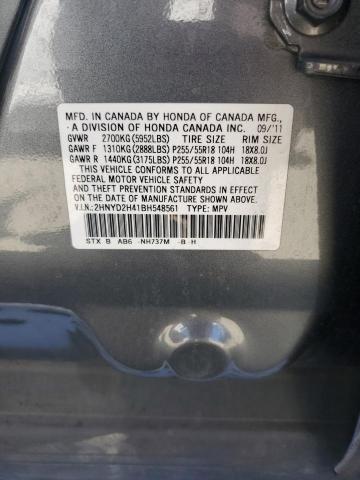 MFD. IN CANADA BY HONDA OF CANADA MFG.,
A DIVISION OF HONDA CANADA INC. 09/'11
GVWR 2700KG(5952LBS) TIRE SIZE RIM SIZE
GAWR F 1310KG(2888LBS) P255/55R18 104H 18X8.0J
GAWR R 1440KG(3175LBS) P255/55R18 104H 18X8.0J
THIS VEHICLE CONFORMS TO ALL APPLICABLE
FEDERAL MOTOR VEHICLE SAFETY AND
THEFT PREVENTION STANDARDS IN EFFECT ON
THE DATE OF MANUFACTURE SHOWN ABOVE.
V.I.N.:2HNYD2H41BH548561 TYPE: MPV
STX B AB6 -NH737M -B-H